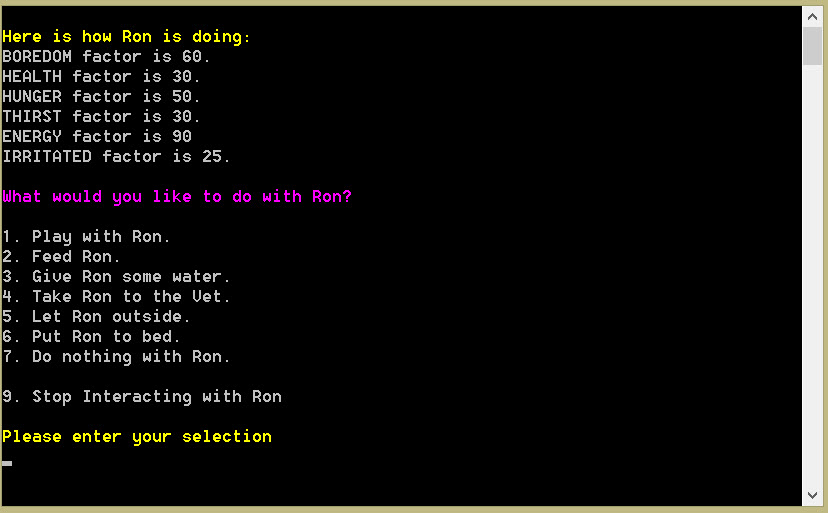 Here is how Ron is doing:
BOREDOM factor is 60.
HEALTH factor is 30.
HUNGER factor is 50.
THIRST factor is 30.
ENERGY factor is 90
IRRITATED factor is 25.
What would you like to do with Ron?
1. Play with Ron.
2. Feed Ron.
3. Give Ron some water.
4. Take Ron to the Vet.
5. Let Ron outside.
6. Put Ron to bed.
7. Do nothing with Ron.
9. Stop Interacting with Ron
Please enter your selection